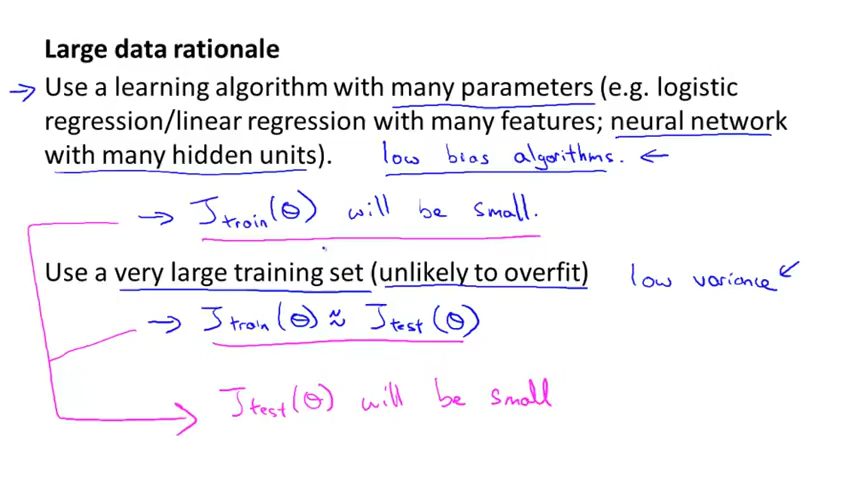 Large data rationale
→ Use a learning algorithm with many parameters (e.g. logistic
regression/linear regression with many features; neural network
with many hidden units). low bias algorithms. ←
→ Jtrain(θ) will be small.
Use a very large training set (unlikely to overfit) low variance ↙
→ Jtrain(θ) ≈ Jtest(θ)
Jtest(θ) will be small